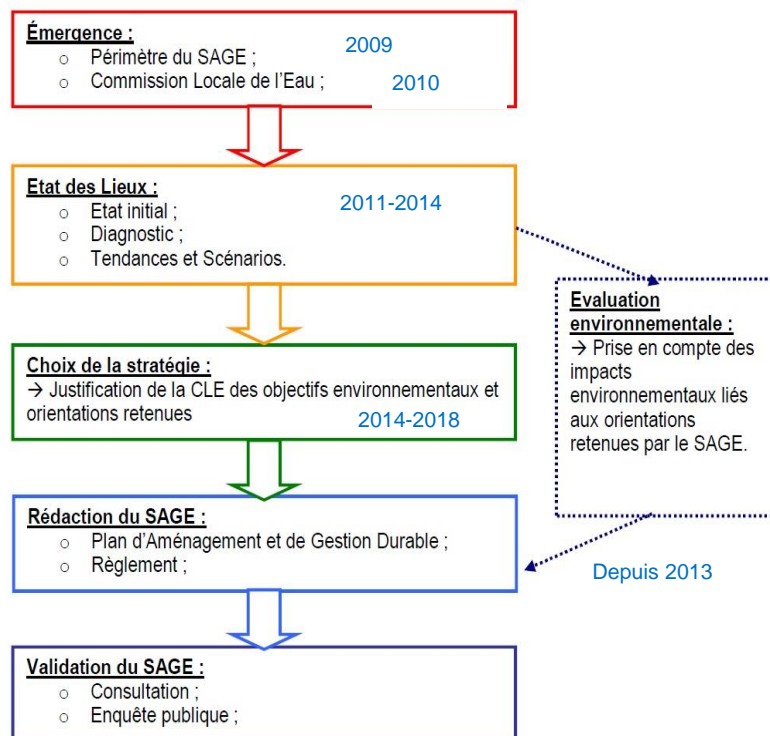 Émergence :
o Périmètre du SAGE ; 2009
o Commission Locale de l'Eau ; 2010
Etat des Lieux :
o Etat initial ; 2011-2014
o Diagnostic ;
o Tendances et Scénarios.
Evaluation
environnementale :
→ Prise en compte des
impacts
environnementaux liés
aux orientations
retenues par le SAGE.
Choix de la stratégie :
→ Justification de la CLE des objectifs environnementaux et
orientations retenues 2014-2018
Rédaction du SAGE :
o Plan d'Aménagement et de Gestion Durable ;
o Règlement ;
Depuis 2013
Validation du SAGE :
o Consultation ;
o Enquête publique ;